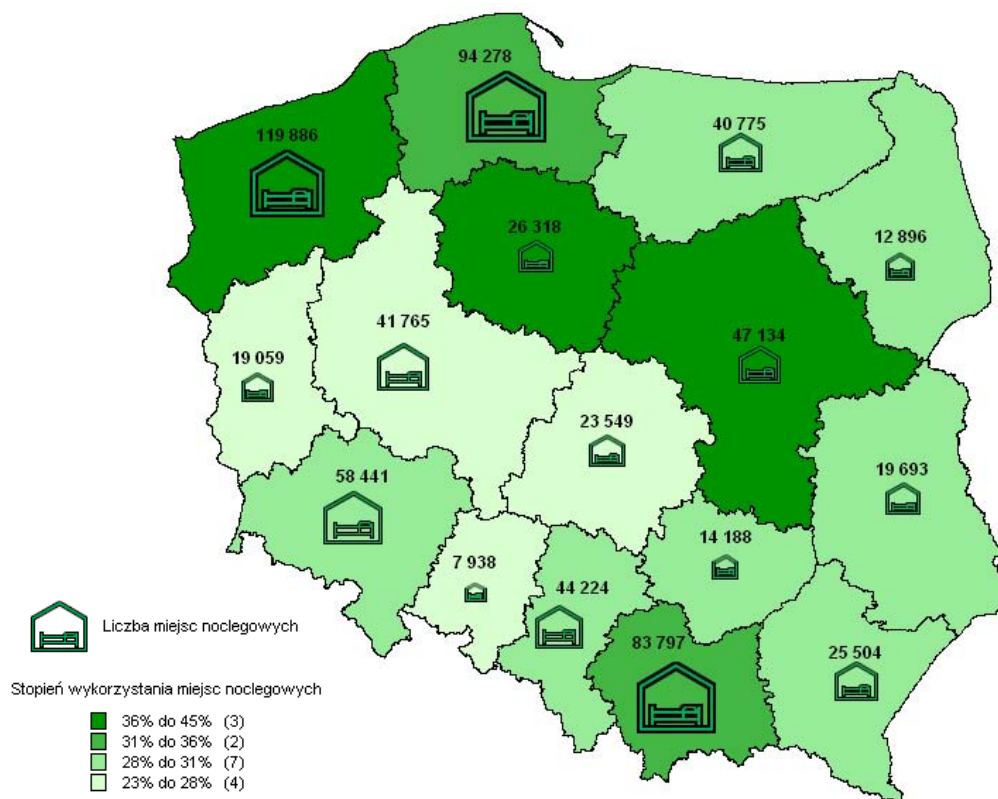 94 278
119 886
40 775
26 318
12 896
41 765
47 134
19 059
23 549
58 441
19 693
14 188
7 938
44 224
83 797
25 504
Liczba miejsc noclegowych
Stopień wykorzystania miejsc noclegowych
36% do 45% (3)
31% do 36% (2)
28% do 31% (7)
23% do 28% (4)